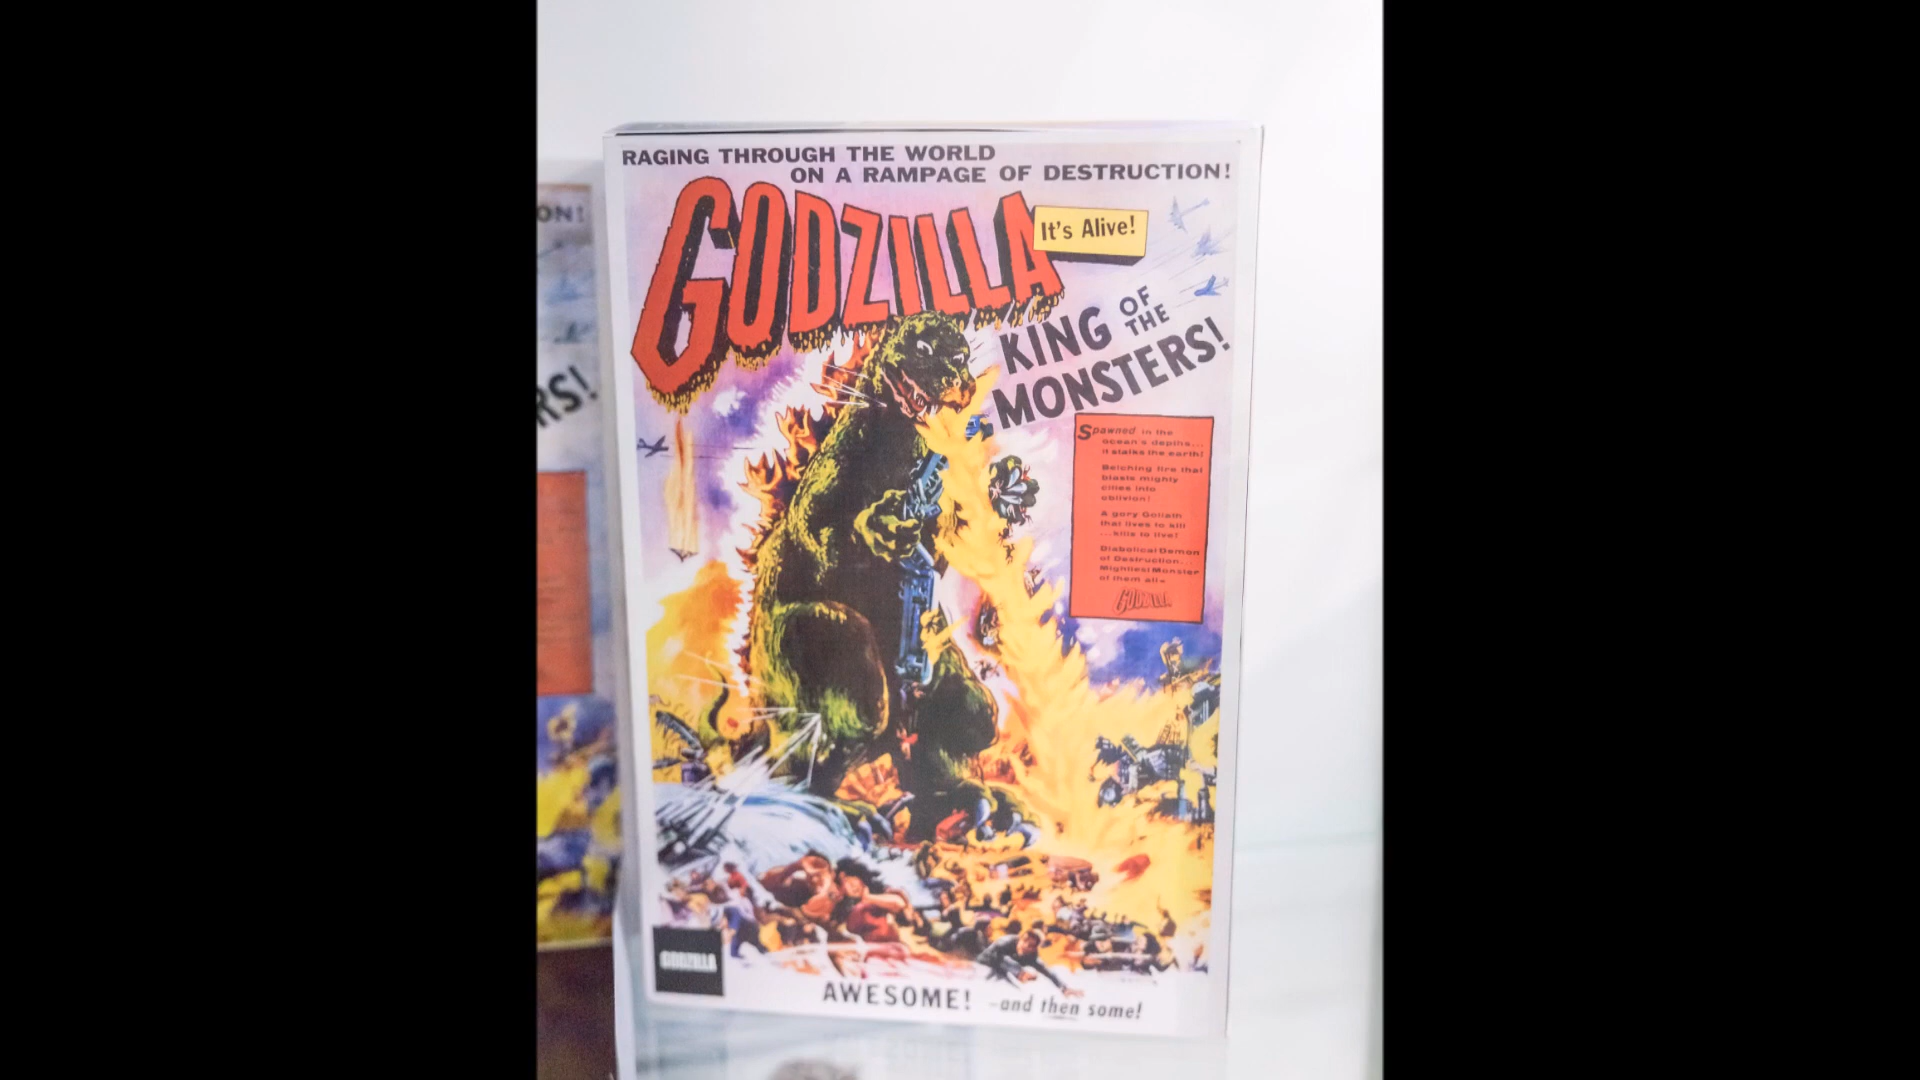 RAGING THROUGH THE WORLD
ON A RAMPAGE OF DESTRUCTION!
GODZILLA
It's Alive!
KING OF THE
MONSTERS!
Spawned in the
ocean's depths...
it stalks the earth!
Belching fire that
blasts mighty
cities into
oblivion!
A gory Goliath
that lives to kill
...kills to live!
Diabolical Demon
of Destruction...
Mightiest Monster
of them all-
GODZILLA
GODZILLA
AWESOME! -and then some!
ON!
RS!